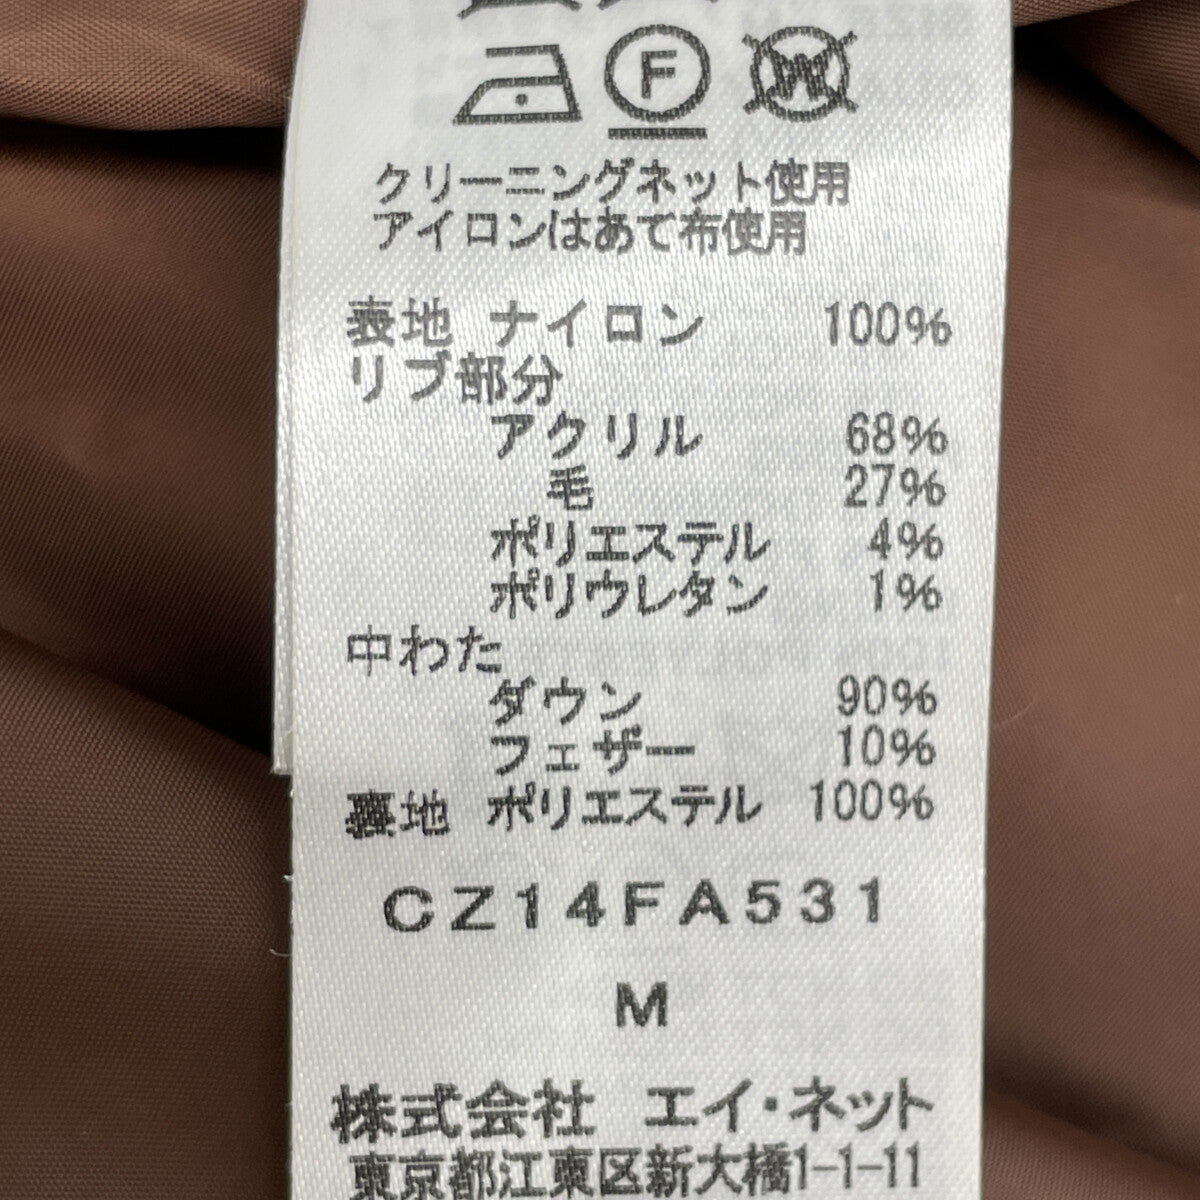 F W
クリーニングネット使用
アイロンはあて布使用
表地 ナイロン 100%
リブ部分
アクリル 68%
毛 27%
ポリエステル 4%
ポリウレタン 1%
中わた
ダウン 90%
フェザー 10%
裏地 ポリエステル 100%
CZ14FA531
M
株式会社 エイ・ネット
東京都江東区新大橋1-1-11